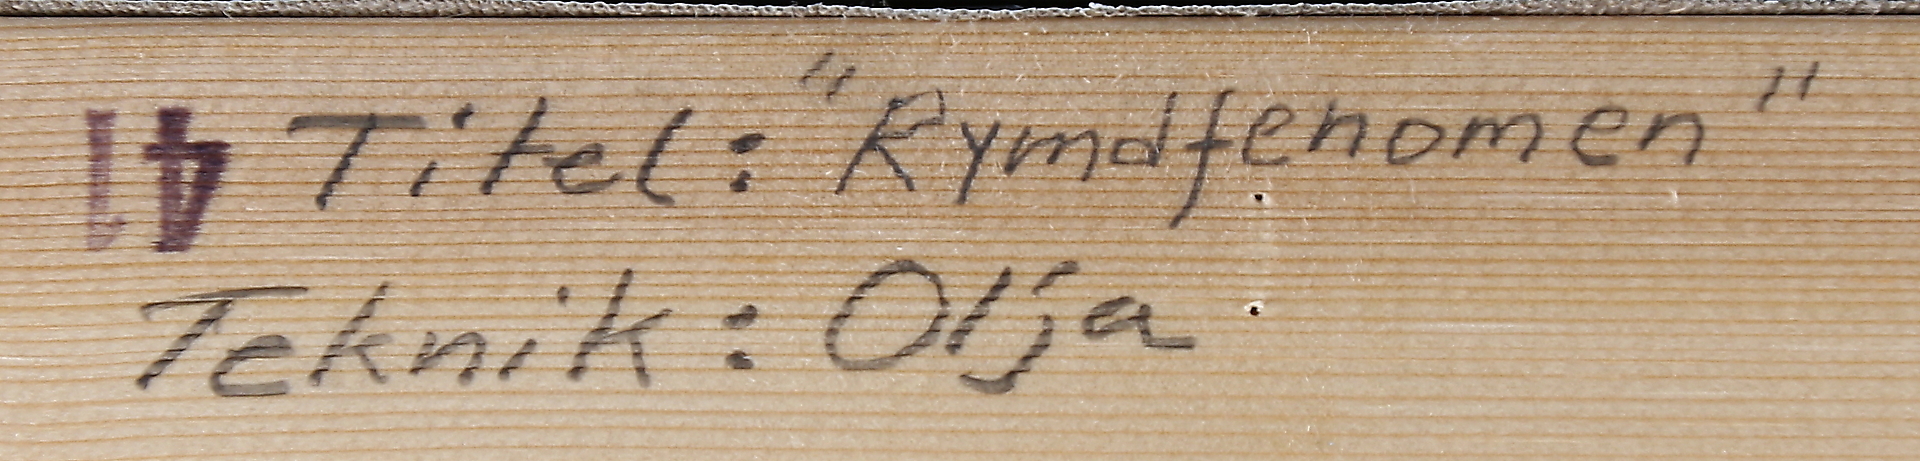 41 Titel: "Rymdfenomen"
Teknik: Olja